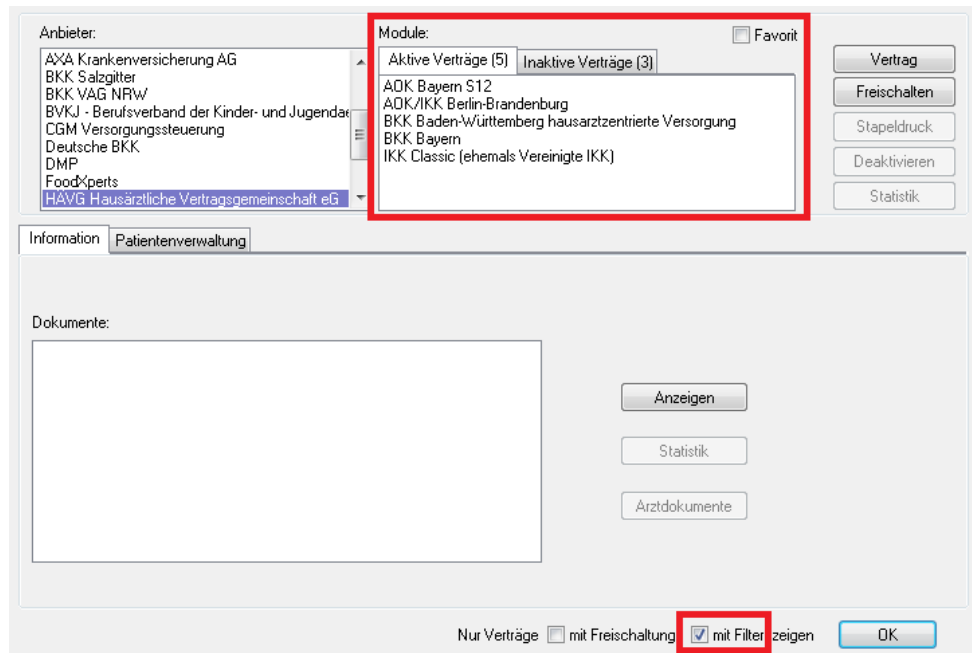 Anbieter:
AXA Krankenversicherung AG
BKK Salzgitter
BKK VAG NRW
BVKJ - Berufsverband der Kinder- und Jugendae
CGM Versorgungssteuerung
Deutsche BKK
DMP
FoodXperts
HÄVG Hausärztliche Vertragsgemeinschaft eG
Module:
Favorit
Aktive Verträge (5)
Inaktive Verträge (3)
AOK Bayern S12
AOK/IKK Berlin-Brandenburg
BKK Baden-Württemberg hausarztzentrierte Versorgung
BKK Bayern
IKK Classic (ehemals Vereinigte IKK)
Vertrag
Freischalten
Stapeldruck
Deaktivieren
Statistik
Information
Patientenverwaltung
Dokumente:
Anzeigen
Statistik
Arztdokumente
Nur Verträge mit Freischaltung mit Filter zeigen
OK